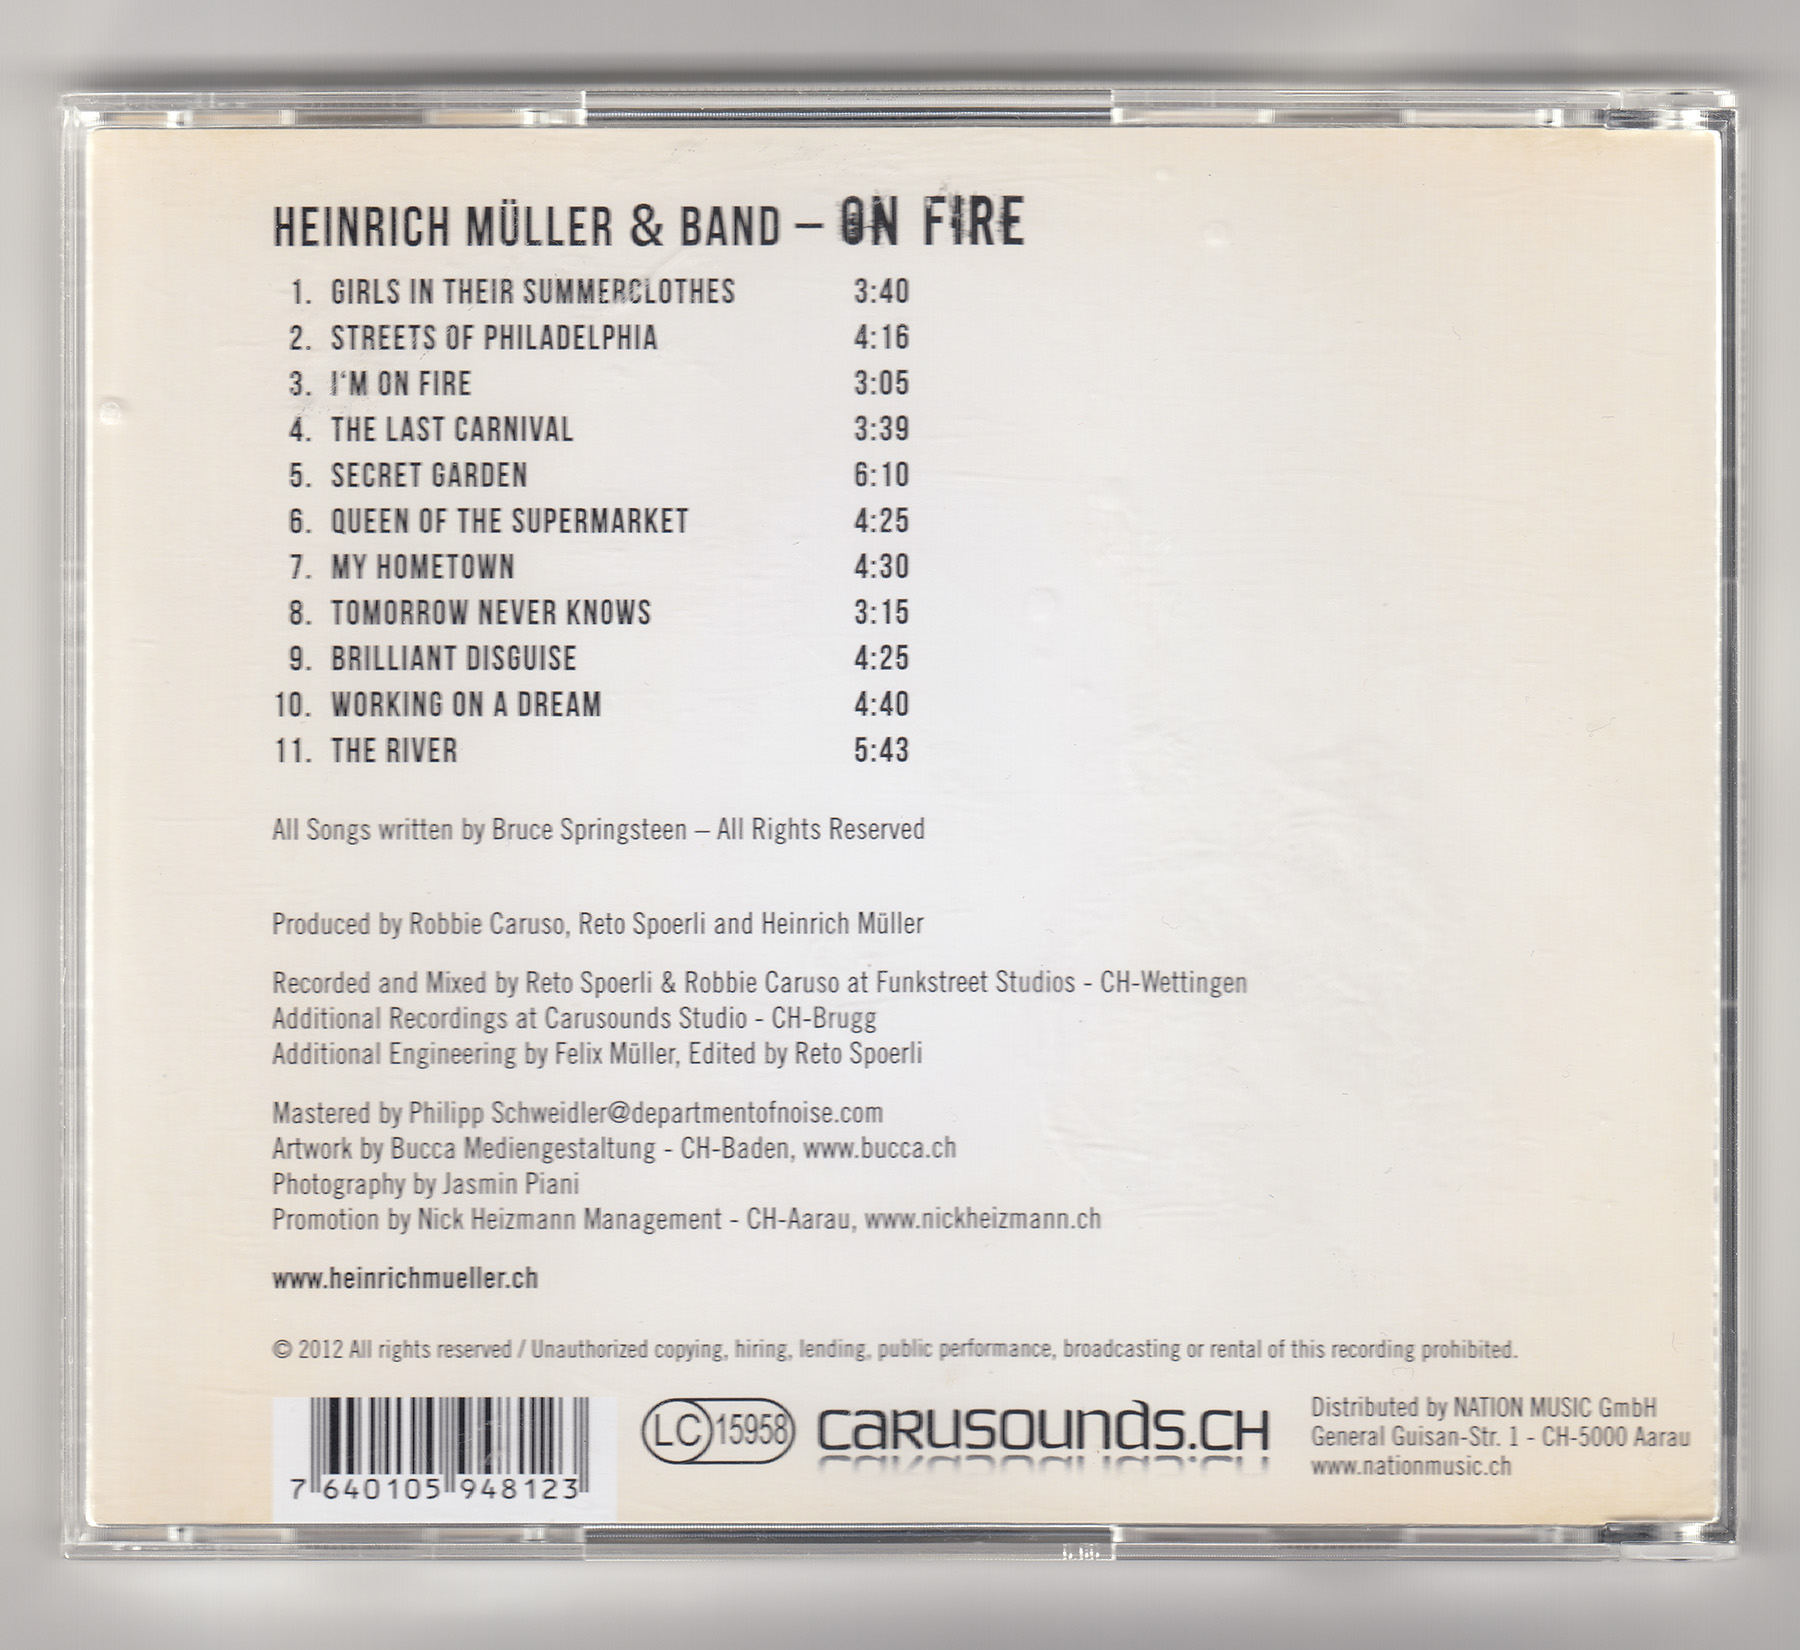 HEINRICH MÜLLER & BAND – ON FIRE
1. GIRLS IN THEIR SUMMERCLOTHES 3:40
2. STREETS OF PHILADELPHIA 4:16
3. I‘M ON FIRE 3:05
4. THE LAST CARNIVAL 3:39
5. SECRET GARDEN 6:10
6. QUEEN OF THE SUPERMARKET 4:25
7. MY HOMETOWN 4:30
8. TOMORROW NEVER KNOWS 3:15
9. BRILLIANT DISGUISE 4:25
10. WORKING ON A DREAM 4:40
11. THE RIVER 5:43
All Songs written by Bruce Springsteen – All Rights Reserved
Produced by Robbie Caruso, Reto Spoerli and Heinrich Müller
Recorded and Mixed by Reto Spoerli & Robbie Caruso at Funkstreet Studios - CH-Wettingen
Additional Recordings at Carusounds Studio - CH-Brugg
Additional Engineering by Felix Müller, Edited by Reto Spoerli
Mastered by Philipp Schweidler@departmentofnoise.com
Artwork by Bucca Mediengestaltung - CH-Baden, www.bucca.ch
Photography by Jasmin Piani
Promotion by Nick Heizmann Management - CH-Aarau, www.nickheizmann.ch
www.heinrichmueller.ch
© 2012 All rights reserved / Unauthorized copying, hiring, lending, public performance, broadcasting or rental of this recording prohibited.
7 640105 948123
LC 15958
caRUSOUNDS.CH
Distributed by NATION MUSIC GmbH
General Guisan-Str. 1 - CH-5000 Aarau
www.nationmusic.ch